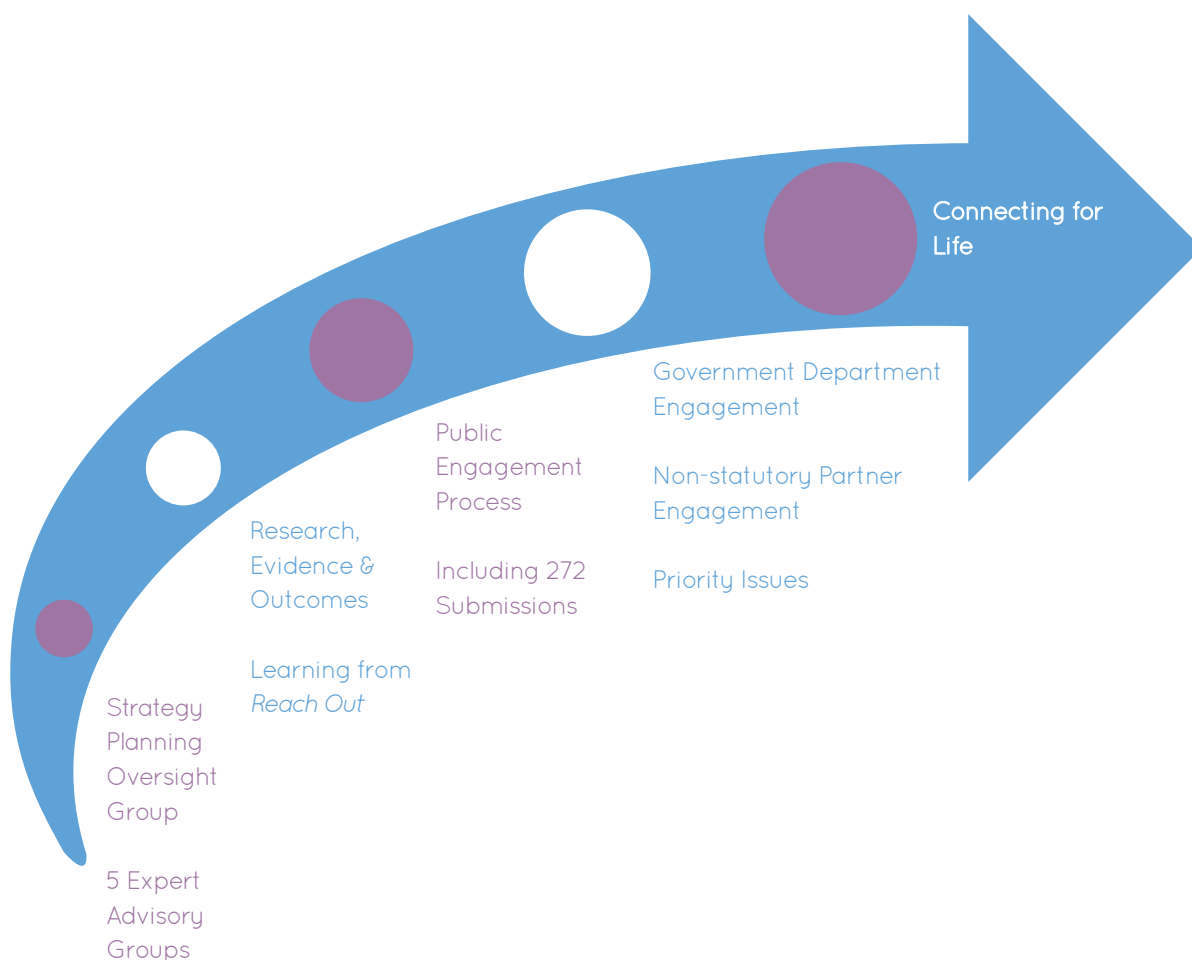 Strategy
Planning
Oversight
Group
5 Expert
Advisory
Groups
Research,
Evidence &
Outcomes
Learning from
Reach Out
Public
Engagement
Process
Including 272
Submissions
Government Department
Engagement
Non-statutory Partner
Engagement
Priority Issues
Connecting for
Life